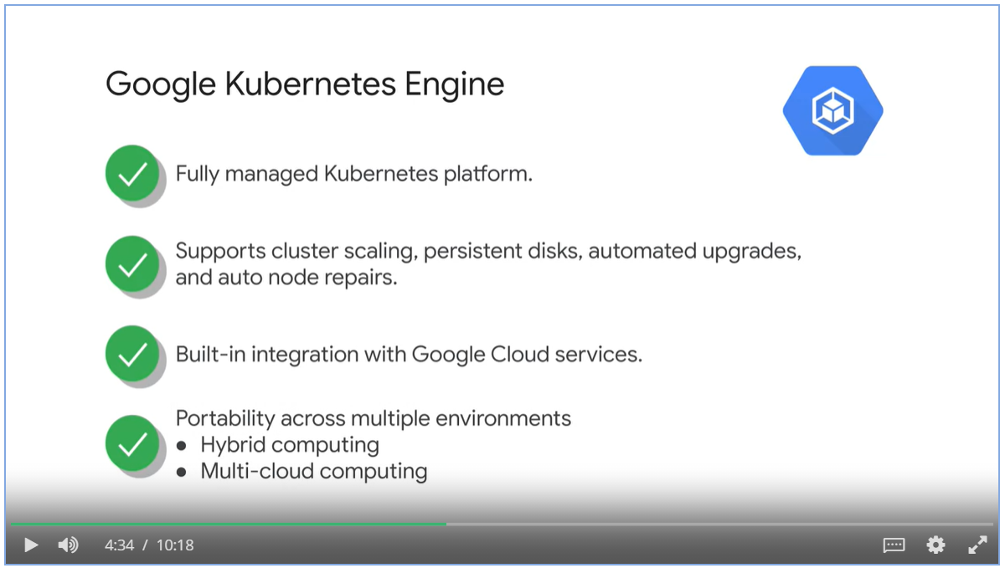 Google Kubernetes Engine
Fully managed Kubernetes platform.
Supports cluster scaling, persistent disks, automated upgrades,
and auto node repairs.
Built-in integration with Google Cloud services.
Portability across multiple environments
● Hybrid computing
● Multi-cloud computing
4:34 / 10:18